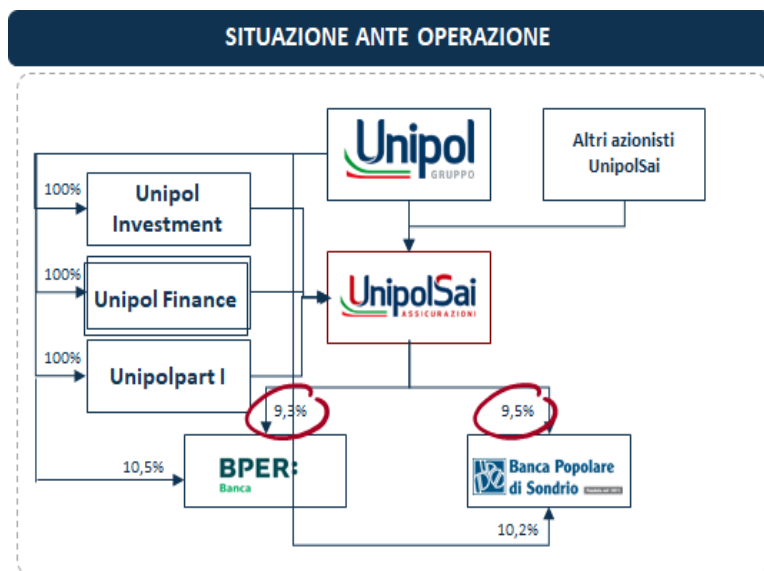 SITUAZIONE ANTE OPERAZIONE
Unipol
GRUPPO
Altri azionisti
UnipolSai
100%
Unipol
Investment
100%
Unipol Finance
UnipolSai
ASSICURAZIONI
100%
Unipolpart I
9,3%
9,5%
10,5%
BPER:
Banca
Banca Popolare
di Sondrio
10,2%